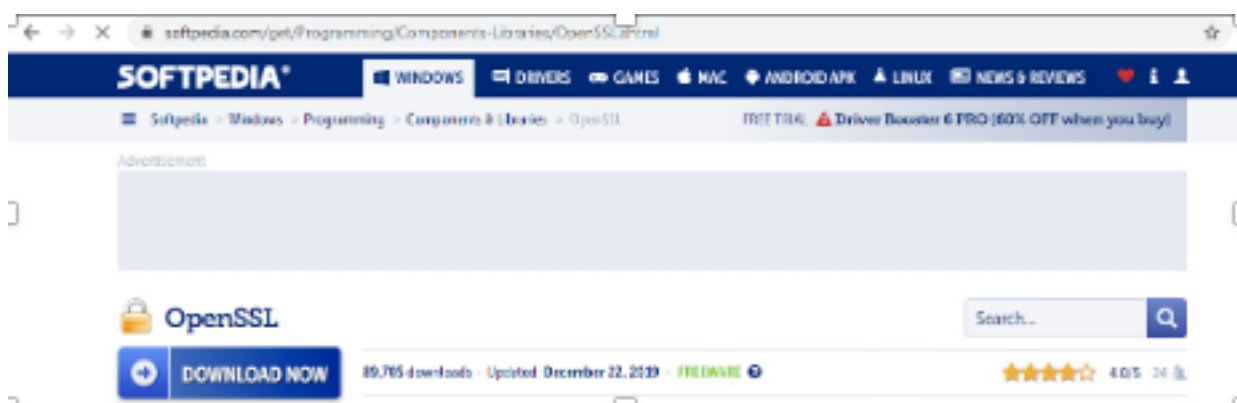 softpedia.com/get/Programming/Components-Libraries/OpenSSL.shtml
SOFTPEDIA® WINDOWS DRIVERS GAMES MAC ANDROID APK LINUX NEWS & REVIEWS
Softpedia > Windows > Programming > Components & Libraries > OpenSSL FREE TRIAL Driver Booster 6 PRO (60% OFF when you buy)
Advertisement
OpenSSL
Search...
DOWNLOAD NOW 89,705 downloads · Updated December 22, 2019 · FREEWARE 4.0/5 24